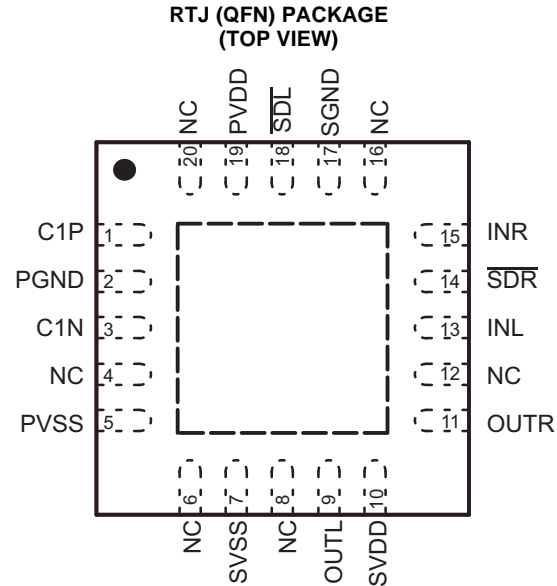 RTJ (QFN) PACKAGE
(TOP VIEW)
NC
PVDD
SDL
SGND
NC
20
19
18
17
16
C1P 1
PGND 2
C1N 3
NC 4
PVSS 5
15 INR
14 SDR
13 INL
12 NC
11 OUTR
6
7
8
9
10
NC
SVSS
NC
OUTL
SVDD